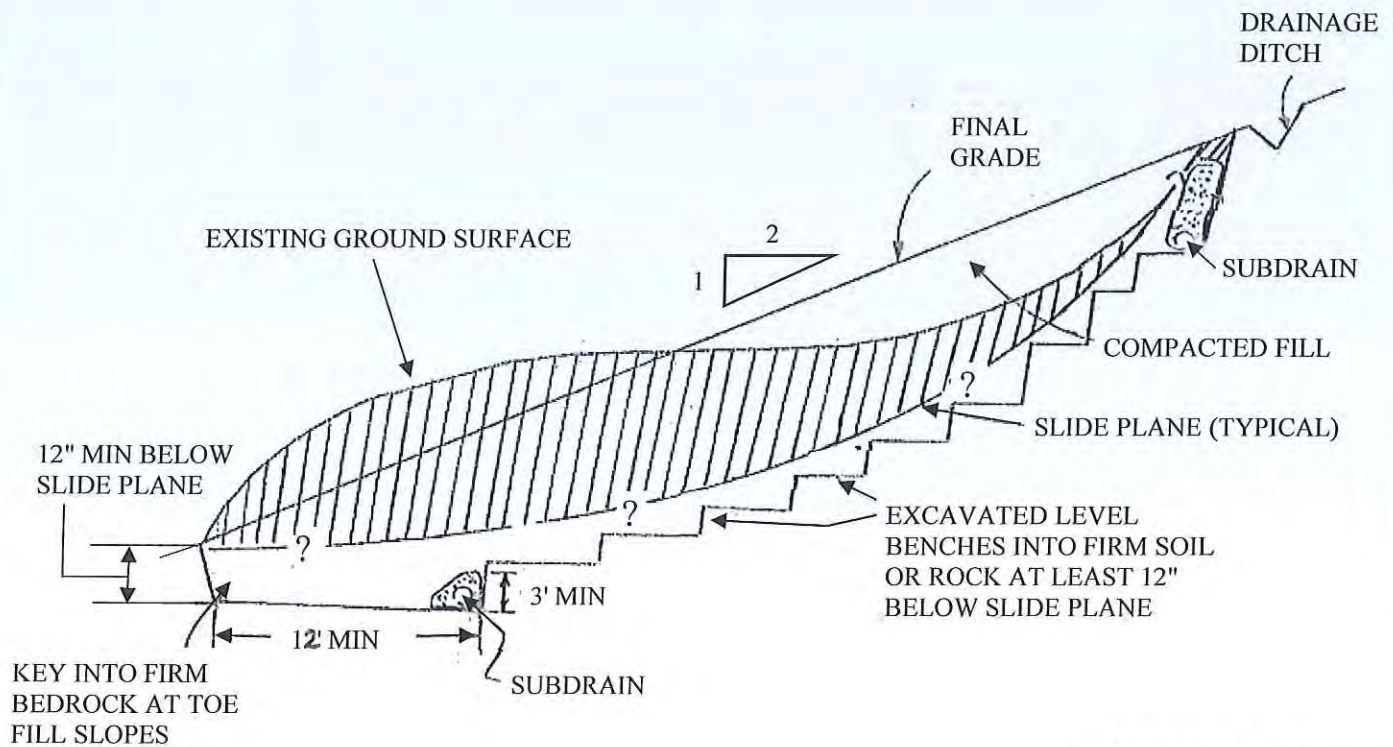 DRAINAGE
DITCH
FINAL
GRADE
EXISTING GROUND SURFACE
2
1
SUBDRAIN
COMPACTED FILL
?
SLIDE PLANE (TYPICAL)
12" MIN BELOW
SLIDE PLANE
?
?
EXCAVATED LEVEL
BENCHES INTO FIRM SOIL
OR ROCK AT LEAST 12"
BELOW SLIDE PLANE
3' MIN
12' MIN
KEY INTO FIRM
BEDROCK AT TOE
FILL SLOPES
SUBDRAIN